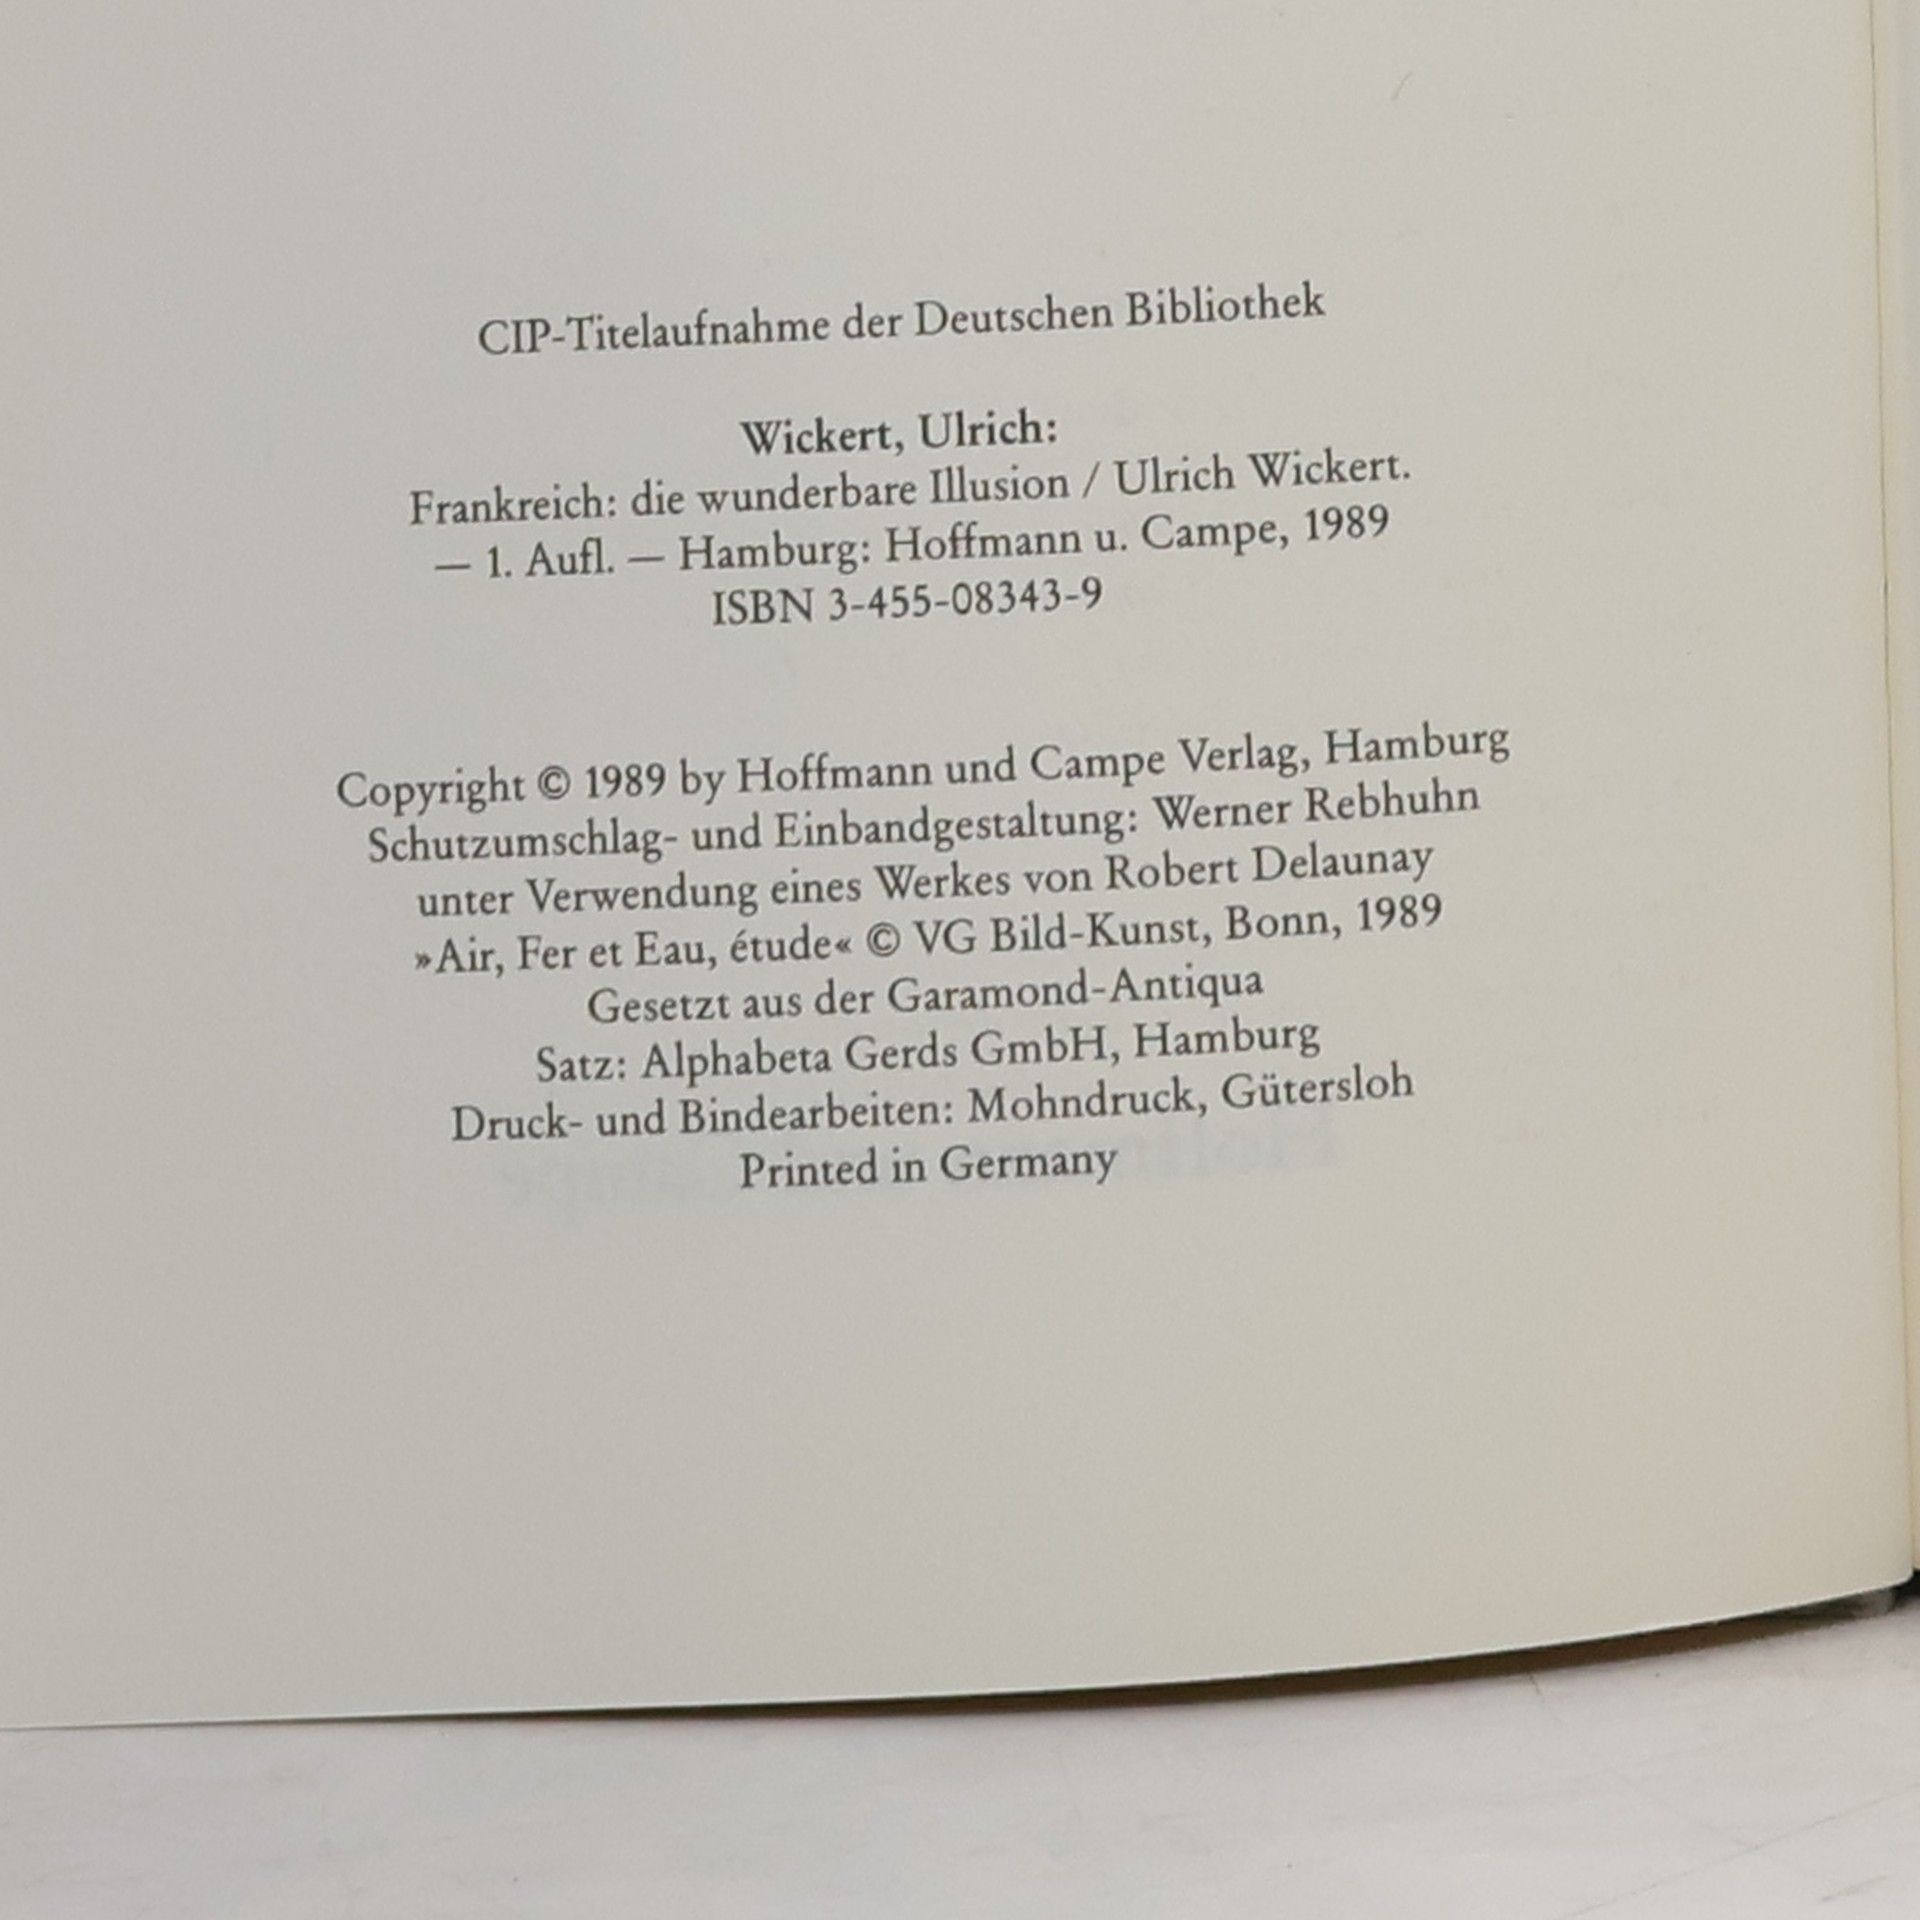 CIP-Titelaufnahme der Deutschen Bibliothek
Wickert, Ulrich:
Frankreich: die wunderbare Illusion / Ulrich Wickert.
— 1. Aufl. — Hamburg: Hoffmann u. Campe, 1989
ISBN 3-455-08343-9
Copyright © 1989 by Hoffmann und Campe Verlag, Hamburg
Schutzumschlag- und Einbandgestaltung: Werner Rebhuhn
unter Verwendung eines Werkes von Robert Delaunay
»Air, Fer et Eau, étude« © VG Bild-Kunst, Bonn, 1989
Gesetzt aus der Garamond-Antiqua
Satz: Alphabeta Gerds GmbH, Hamburg
Druck- und Bindearbeiten: Mohndruck, Gütersloh
Printed in Germany